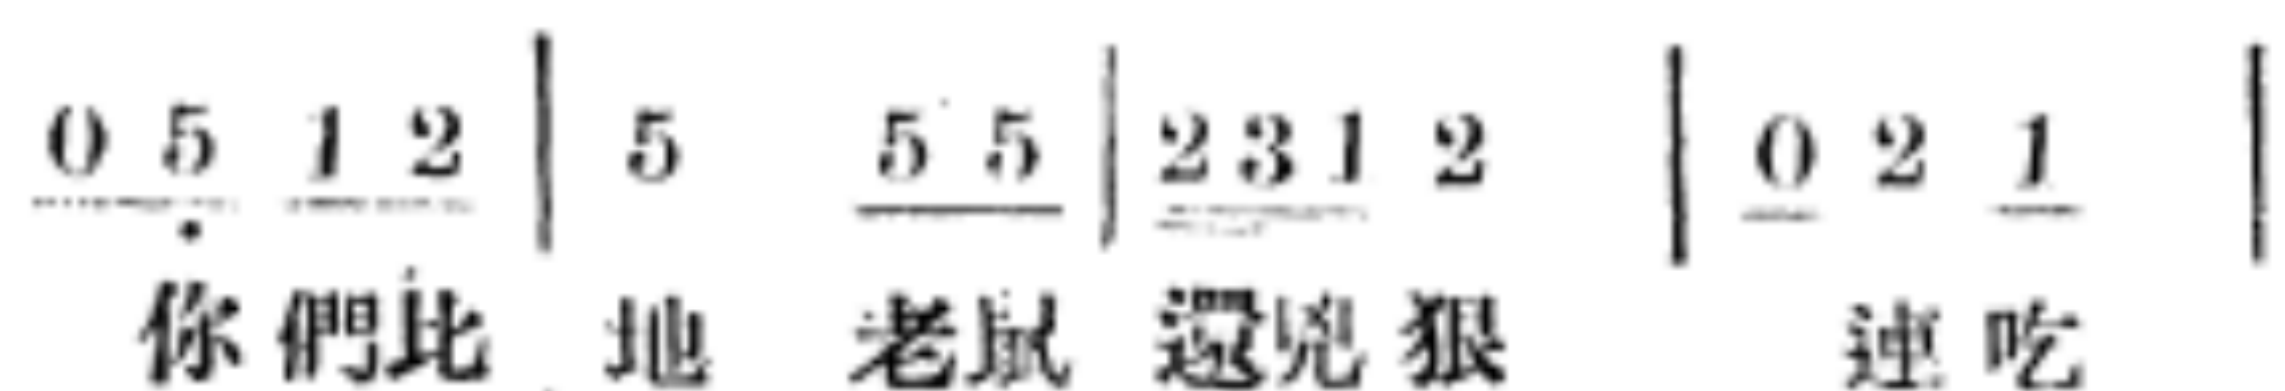 0 5 1 2 | 5 5 5 | 2 3 1 2 | 0 2 1 |
你們比 地 老鼠 還兇狠 連吃